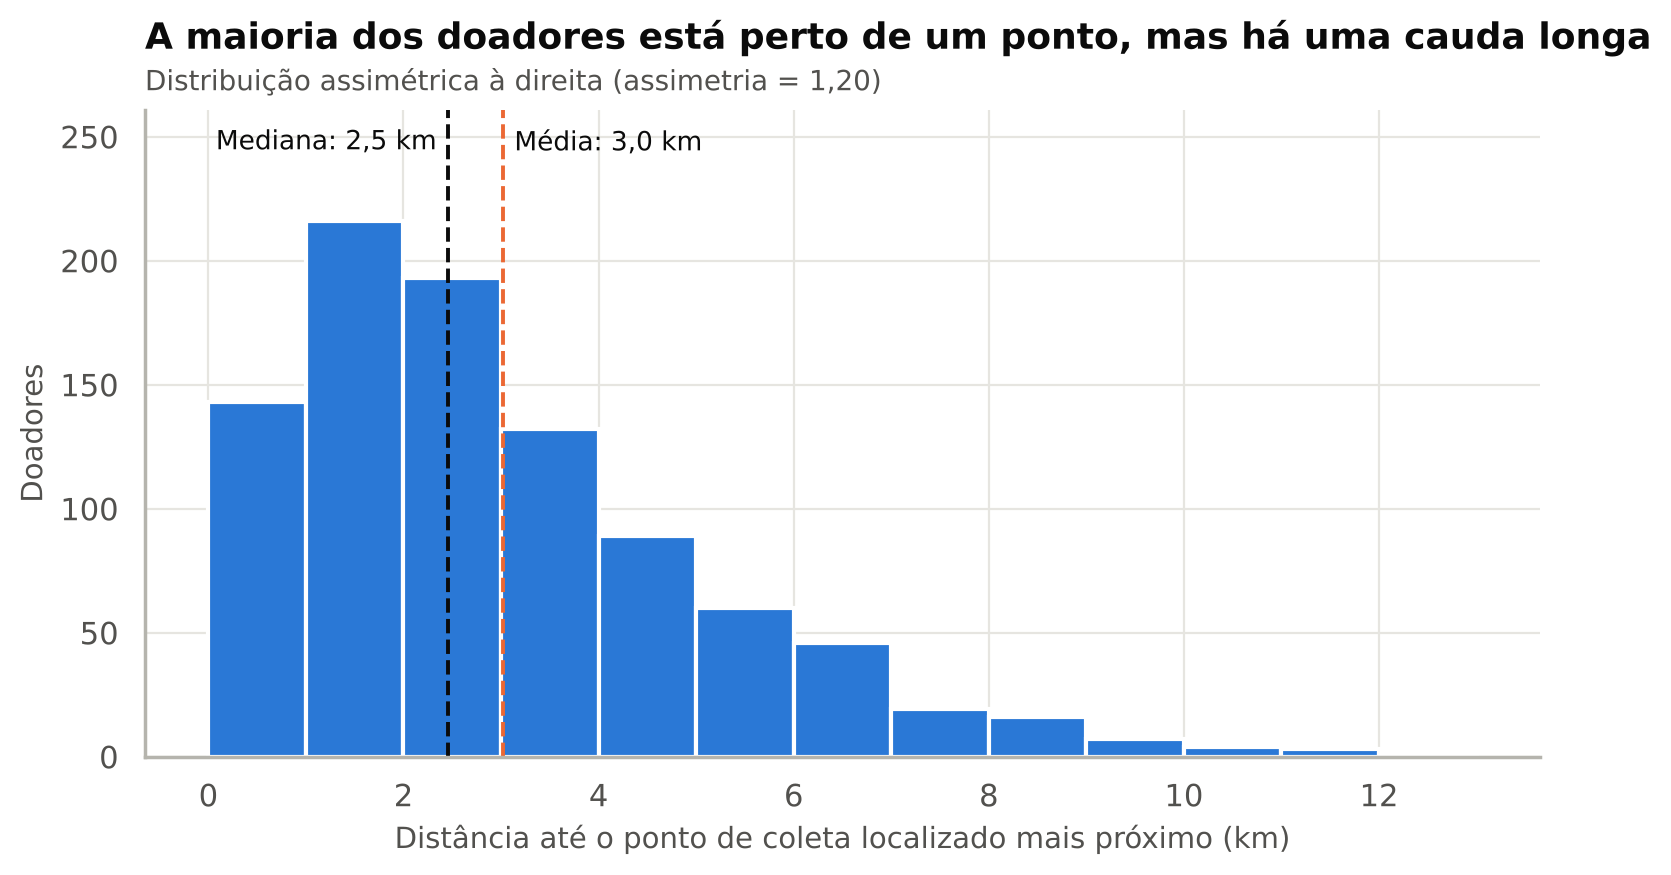 A maioria dos doadores está perto de um ponto, mas há uma cauda longa
Distribuição assimétrica à direita (assimetria = 1,20)
Mediana: 2,5 km
Média: 3,0 km
250
200
150
100
50
0
Doadores
0 2 4 6 8 10 12
Distância até o ponto de coleta localizado mais próximo (km)